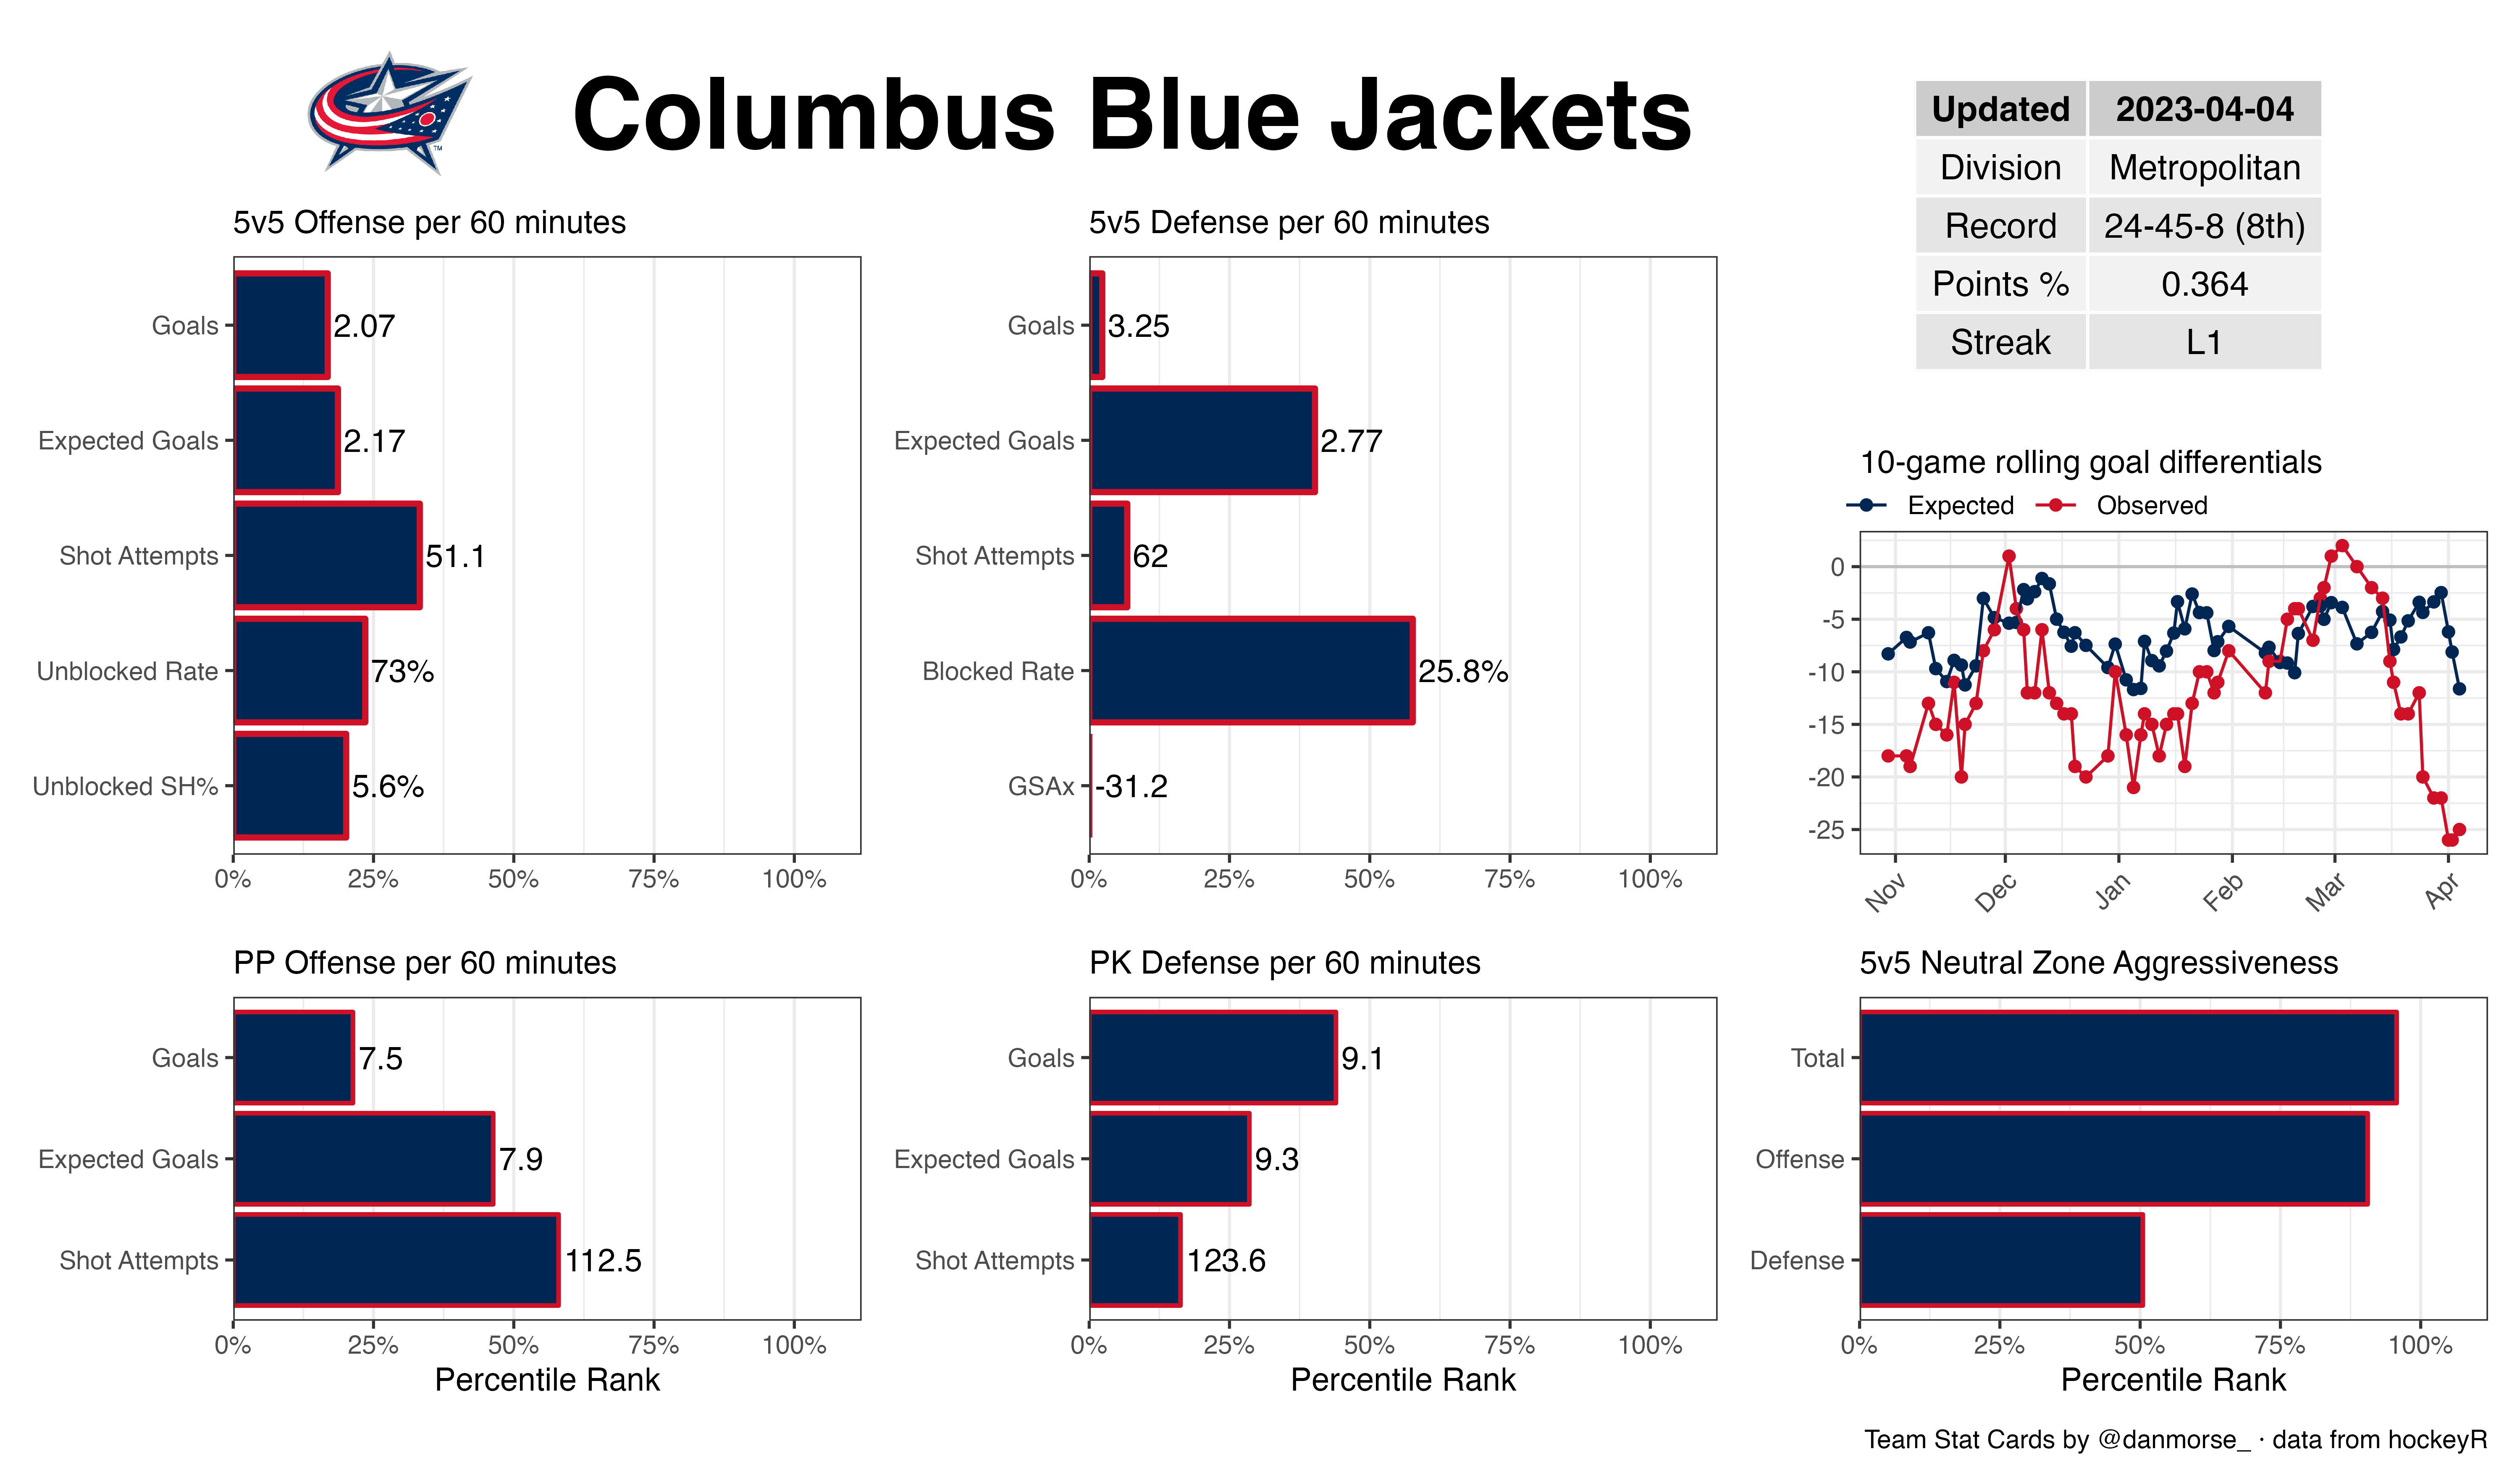 Columbus Blue Jackets
TM
Updated 2023-04-04
Division Metropolitan
Record 24-45-8 (8th)
Points % 0.364
Streak L1
5v5 Offense per 60 minutes
Goals 2.07
Expected Goals 2.17
Shot Attempts 51.1
Unblocked Rate 73%
Unblocked SH% 5.6%
0% 25% 50% 75% 100%
5v5 Defense per 60 minutes
Goals 3.25
Expected Goals 2.77
Shot Attempts 62
Blocked Rate 25.8%
GSAx -31.2
0% 25% 50% 75% 100%
10-game rolling goal differentials
Expected Observed
0
-5
-10
-15
-20
-25
Nov Dec Jan Feb Mar Apr
PP Offense per 60 minutes
Goals 7.5
Expected Goals 7.9
Shot Attempts 112.5
0% 25% 50% 75% 100%
Percentile Rank
PK Defense per 60 minutes
Goals 9.1
Expected Goals 9.3
Shot Attempts 123.6
0% 25% 50% 75% 100%
Percentile Rank
5v5 Neutral Zone Aggressiveness
Total
Offense
Defense
0% 25% 50% 75% 100%
Percentile Rank
Team Stat Cards by @danmorse_ · data from hockeyR